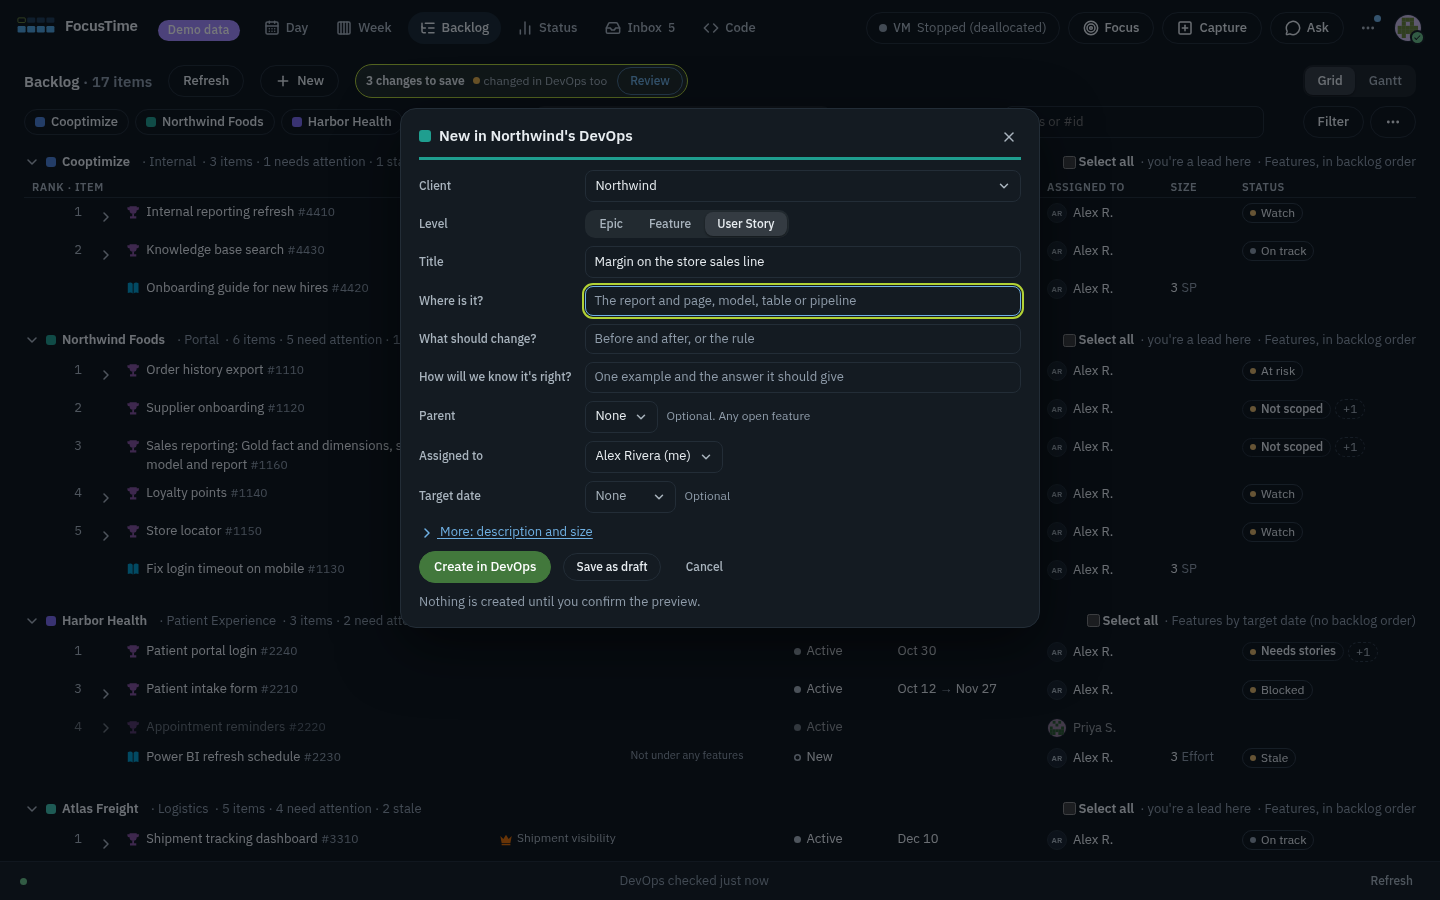 FocusTime
Demo data
Day
Week
Backlog
Status
Inbox 5
Code
VM Stopped (deallocated)
Focus
Capture
Ask
Backlog · 17 items
Refresh
New
3 changes to save
changed in DevOps too
Review
Grid
Gantt
Cooptimize
Northwind Foods
Harbor Health
s or #id
Filter
Cooptimize · Internal · 3 items · 1 needs attention
Select all · you're a lead here · Features, in backlog order
RANK · ITEM
ASSIGNED TO
SIZE
STATUS
1 Internal reporting refresh #4410 AR Alex R. Watch
2 Knowledge base search #4430 AR Alex R. On track
Onboarding guide for new hires #4420 AR Alex R. 3 SP
Northwind Foods · Portal · 6 items · 5 need attention · 1
Select all · you're a lead here · Features, in backlog order
1 Order history export #1110 AR Alex R. At risk
2 Supplier onboarding #1120 AR Alex R. Not scoped +1
3 Sales reporting: Gold fact and dimensions, AR Alex R. Not scoped +1
model and report #1160
4 Loyalty points #1140 AR Alex R. Watch
5 Store locator #1150 AR Alex R. Watch
Fix login timeout on mobile #1130 AR Alex R. 3 SP
New in Northwind's DevOps
Client
Northwind
Level
Epic
Feature
User Story
Title
Margin on the store sales line
Where is it?
The report and page, model, table or pipeline
What should change?
Before and after, or the rule
How will we know it's right?
One example and the answer it should give
Parent
None
Optional. Any open feature
Assigned to
Alex Rivera (me)
Target date
None
Optional
More: description and size
Create in DevOps
Save as draft
Cancel
Nothing is created until you confirm the preview.
Harbor Health · Patient Experience · 3 items · 2 need
Select all · Features by target date (no backlog order)
1 Patient portal login #2240 Active Oct 30 AR Alex R. Needs stories +1
3 Patient intake form #2210 Active Oct 12 → Nov 27 AR Alex R. Blocked
4 Appointment reminders #2220 Active Priya S.
Power BI refresh schedule #2230 Not under any features New AR Alex R. 3 Effort Stale
Atlas Freight · Logistics · 5 items · 4 need attention · 2 stale
Select all · you're a lead here · Features, in backlog order
1 Shipment tracking dashboard #3310 Shipment visibility Active Dec 10 AR Alex R. On track
DevOps checked just now
Refresh